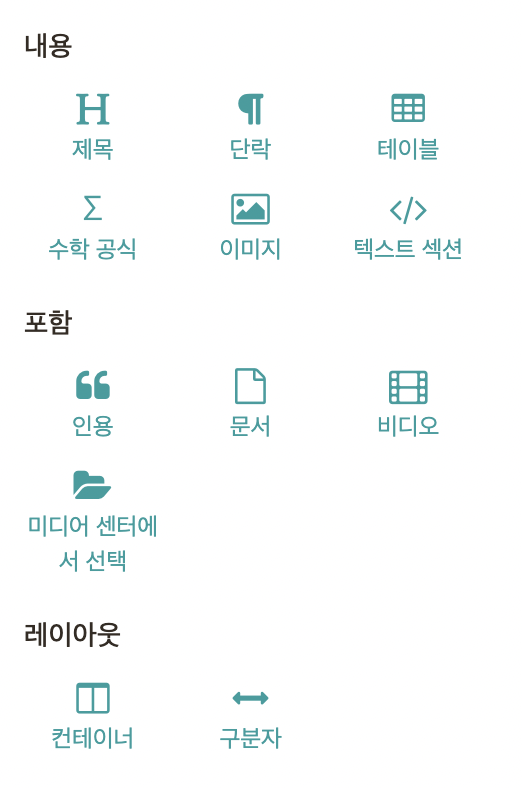 내용
제목 단락 테이블
수학 공식 이미지 텍스트 섹션
포함
인용 문서 비디오
미디어 센터에
서 선택
레이아웃
컨테이너 구분자